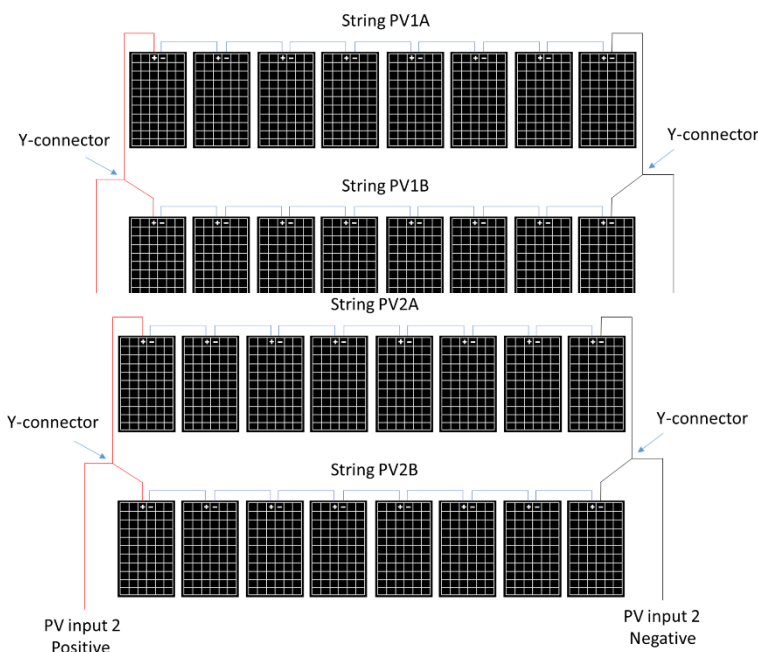 String PV1A
+ − + − + − + − + − + − + − + −
Y-connector
Y-connector
String PV1B
+ − + − + − + − + − + − + − + −
String PV2A
+ − + − + − + − + − + − + − + −
Y-connector
Y-connector
String PV2B
+ − + − + − + − + − + − + − + −
PV input 2
Positive
PV input 2
Negative